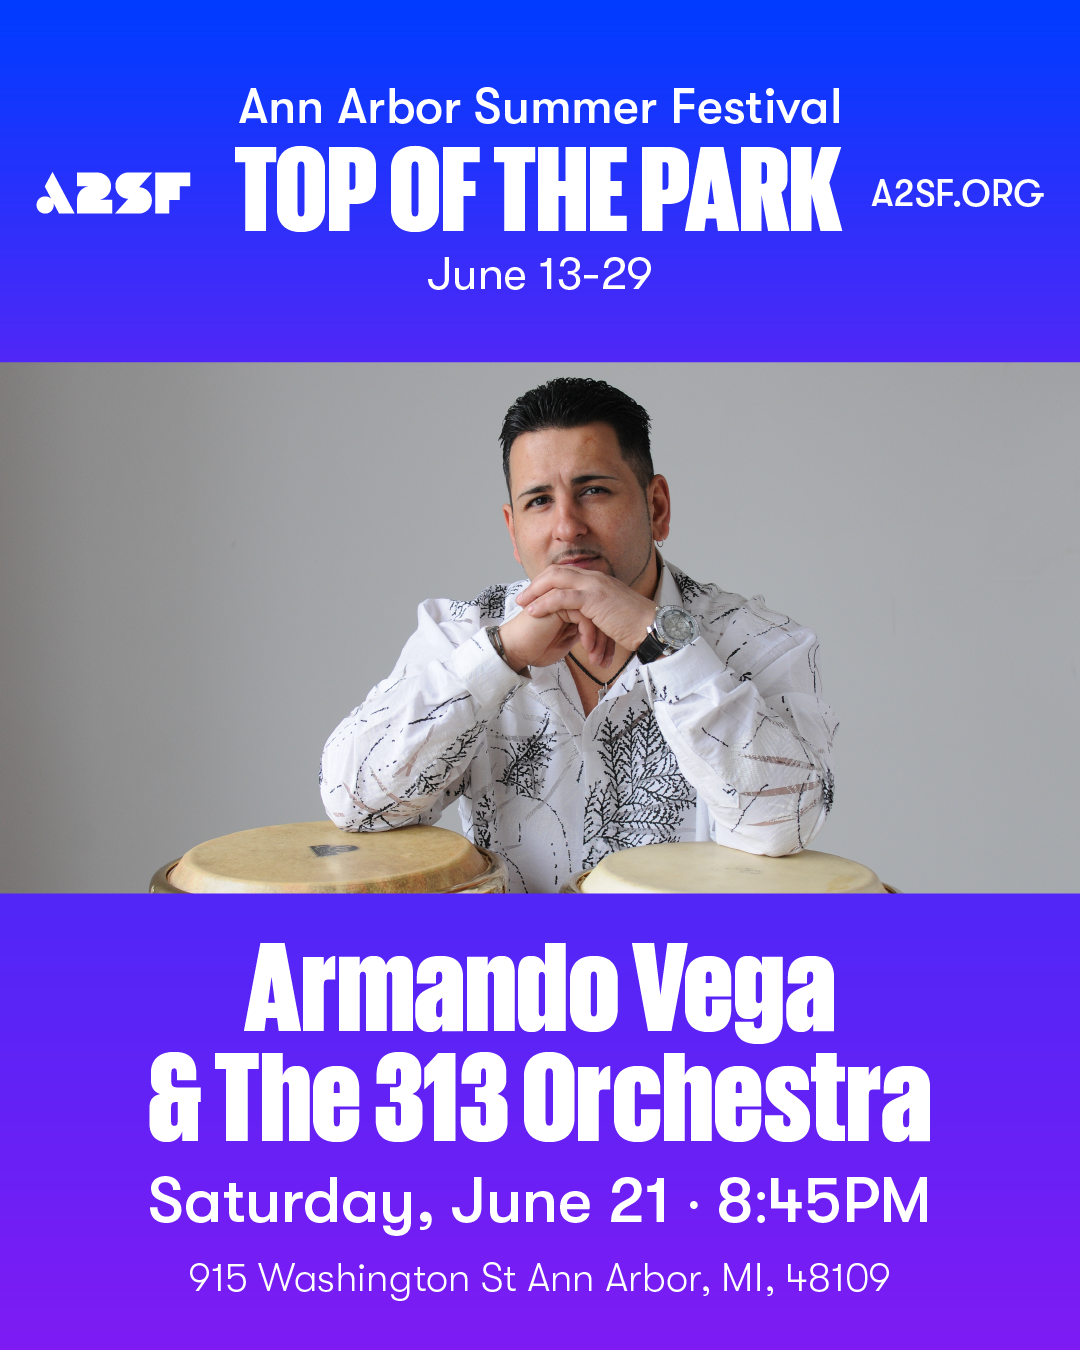 Ann Arbor Summer Festival
A2SF
TOP OF THE PARK
A2SF.ORG
June 13-29
Armando Vega
& The 313 Orchestra
Saturday, June 21 · 8:45PM
915 Washington St Ann Arbor, MI, 48109